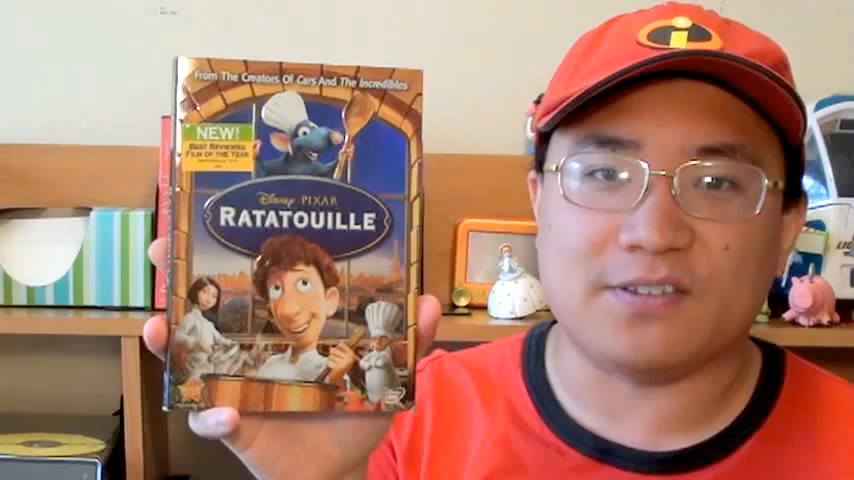 From The Creators Of Cars And The Incredibles
NEW!
BEST REVIEWED
FILM OF THE YEAR
Disney PIXAR
RATATOUILLE
i